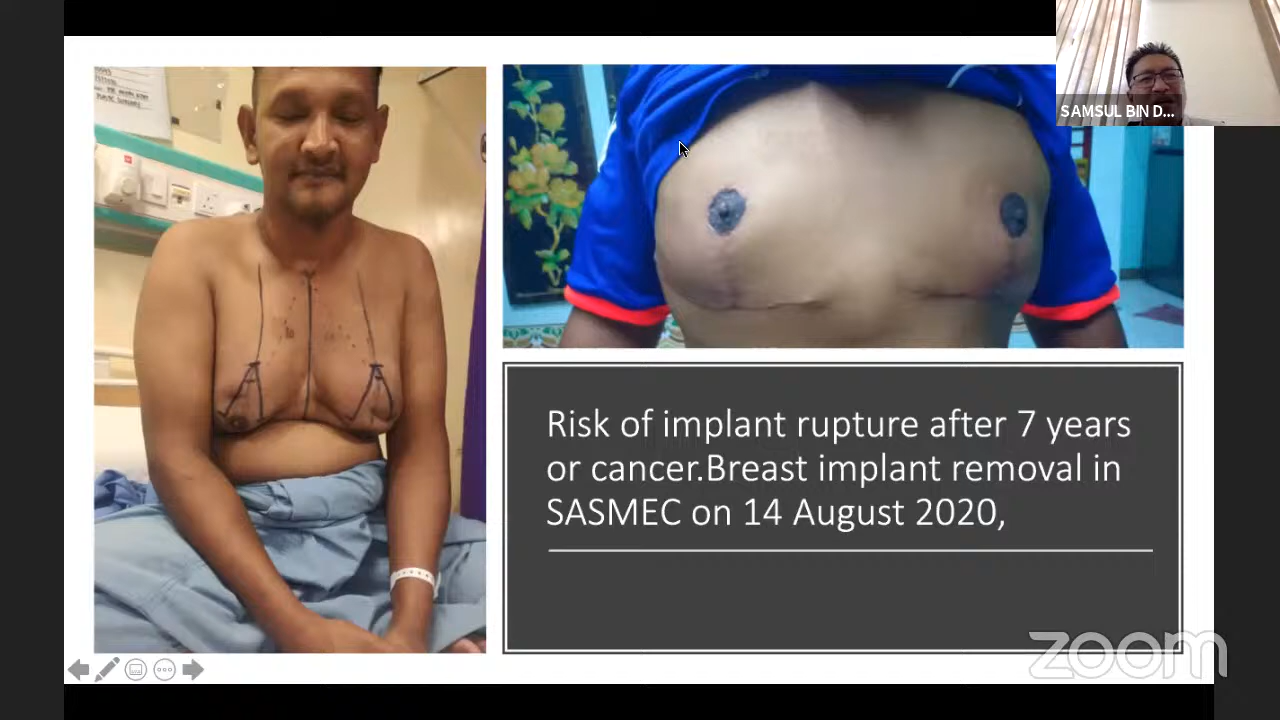 SAMSUL BIN D...
Risk of implant rupture after 7 years
or cancer.Breast implant removal in
SASMEC on 14 August 2020,
zoom